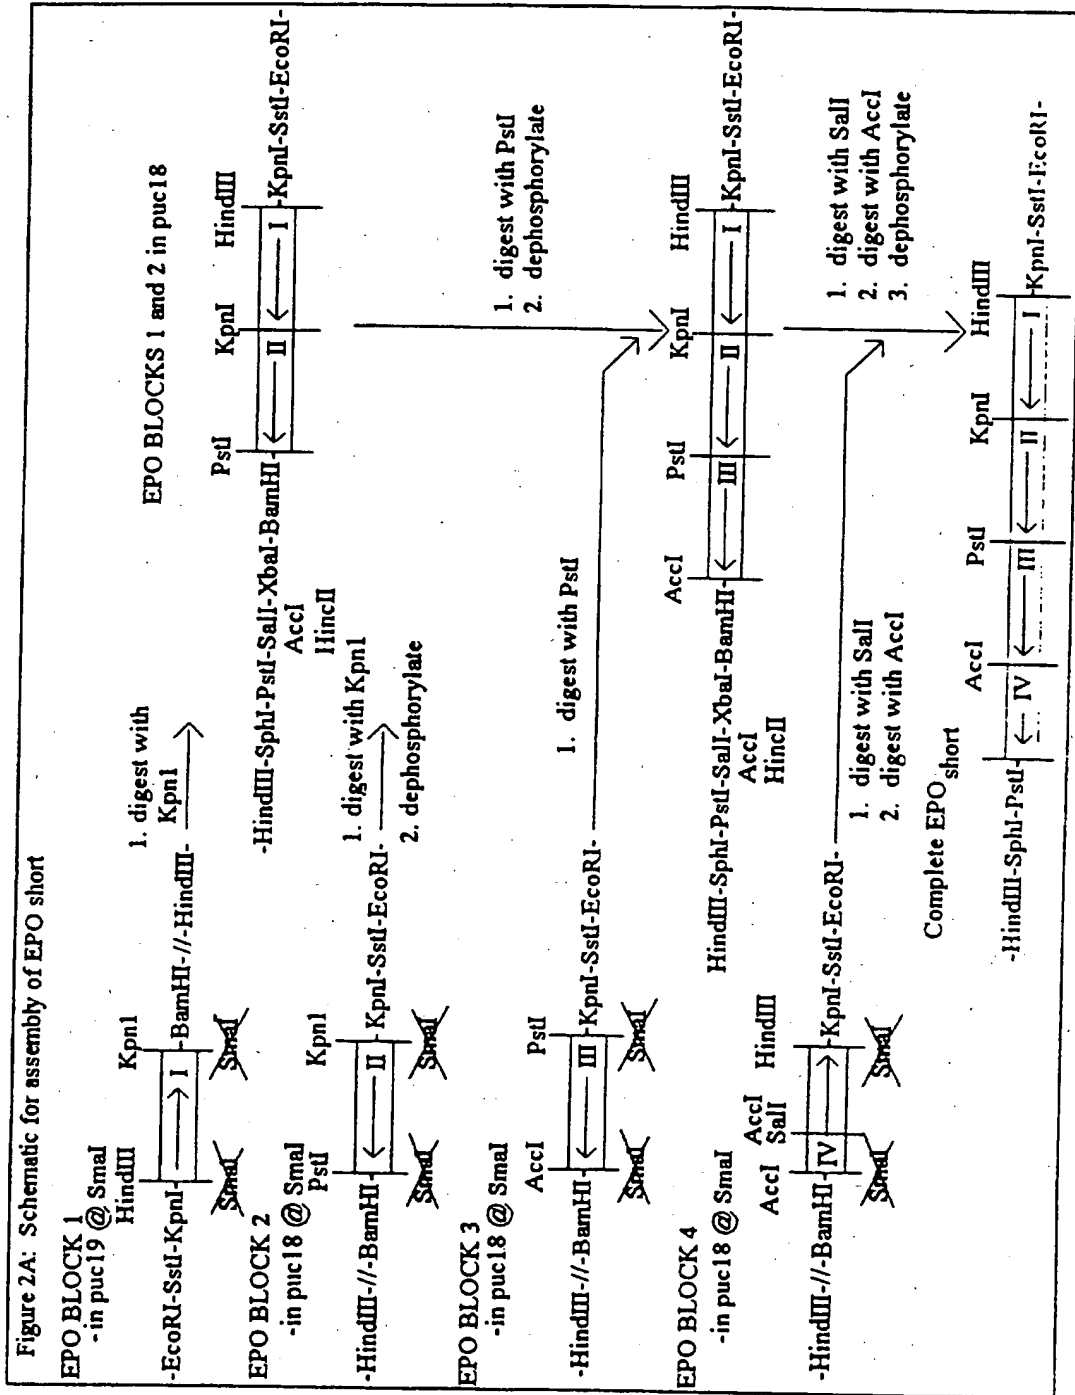 Figure 2A: Schematic for assembly of EPO short
EPO BLOCK 1
-in puc19 @ SmaI
HindIII
Kpn1
-EcoRI-SstI-KpnI-
I
-BamHI-//-HindIII-
SmaI
SmaI
1. digest with
Kpn1
EPO BLOCKS 1 and 2 in puc18
PstI
KpnI
HindIII
-HindIII-SphI-PstI-SalI-XbaI-BamHI-
II
I
-KpnI-SstI-EcoRI-
AccI
HincII
EPO BLOCK 2
-in puc18 @ SmaI
PstI
Kpn1
-HindIII-//-BamHI-
II
-KpnI-SstI-EcoRI-
SmaI
SmaI
1. digest with Kpn1
2. dephosphorylate
1. digest with PstI
2. dephosphorylate
EPO BLOCK 3
-in puc18 @ SmaI
AccI
PstI
-HindIII-//-BamHI-
III
-KpnI-SstI-EcoRI-
SmaI
SmaI
1. digest with PstI
AccI
PstI
KpnI
HindIII
HindIII-SphI-PstI-SalI-XbaI-BamHI-
III
II
I
-KpnI-SstI-EcoRI-
AccI
HincII
EPO BLOCK 4
-in puc18 @ SmaI
AccI
AccI
SalI
HindIII
-HindIII-//-BamHI-
IV
-KpnI-SstI-EcoRI-
SmaI
SmaI
1. digest with SalI
2. digest with AccI
1. digest with SalI
2. digest with AccI
3. dephosphorylate
Complete EPO short
AccI
PstI
KpnI
HindIII
-HindIII-SphI-PstI-
IV
III
II
I
-KpnI-SstI-EcoRI-